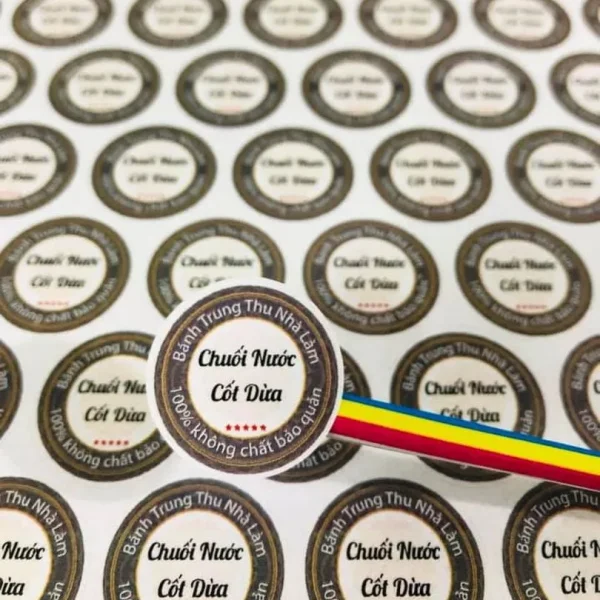 Bánh Trung Thu Nhà Làm
Chuối Nước
Cốt Dừa
100% không chất bảo quản